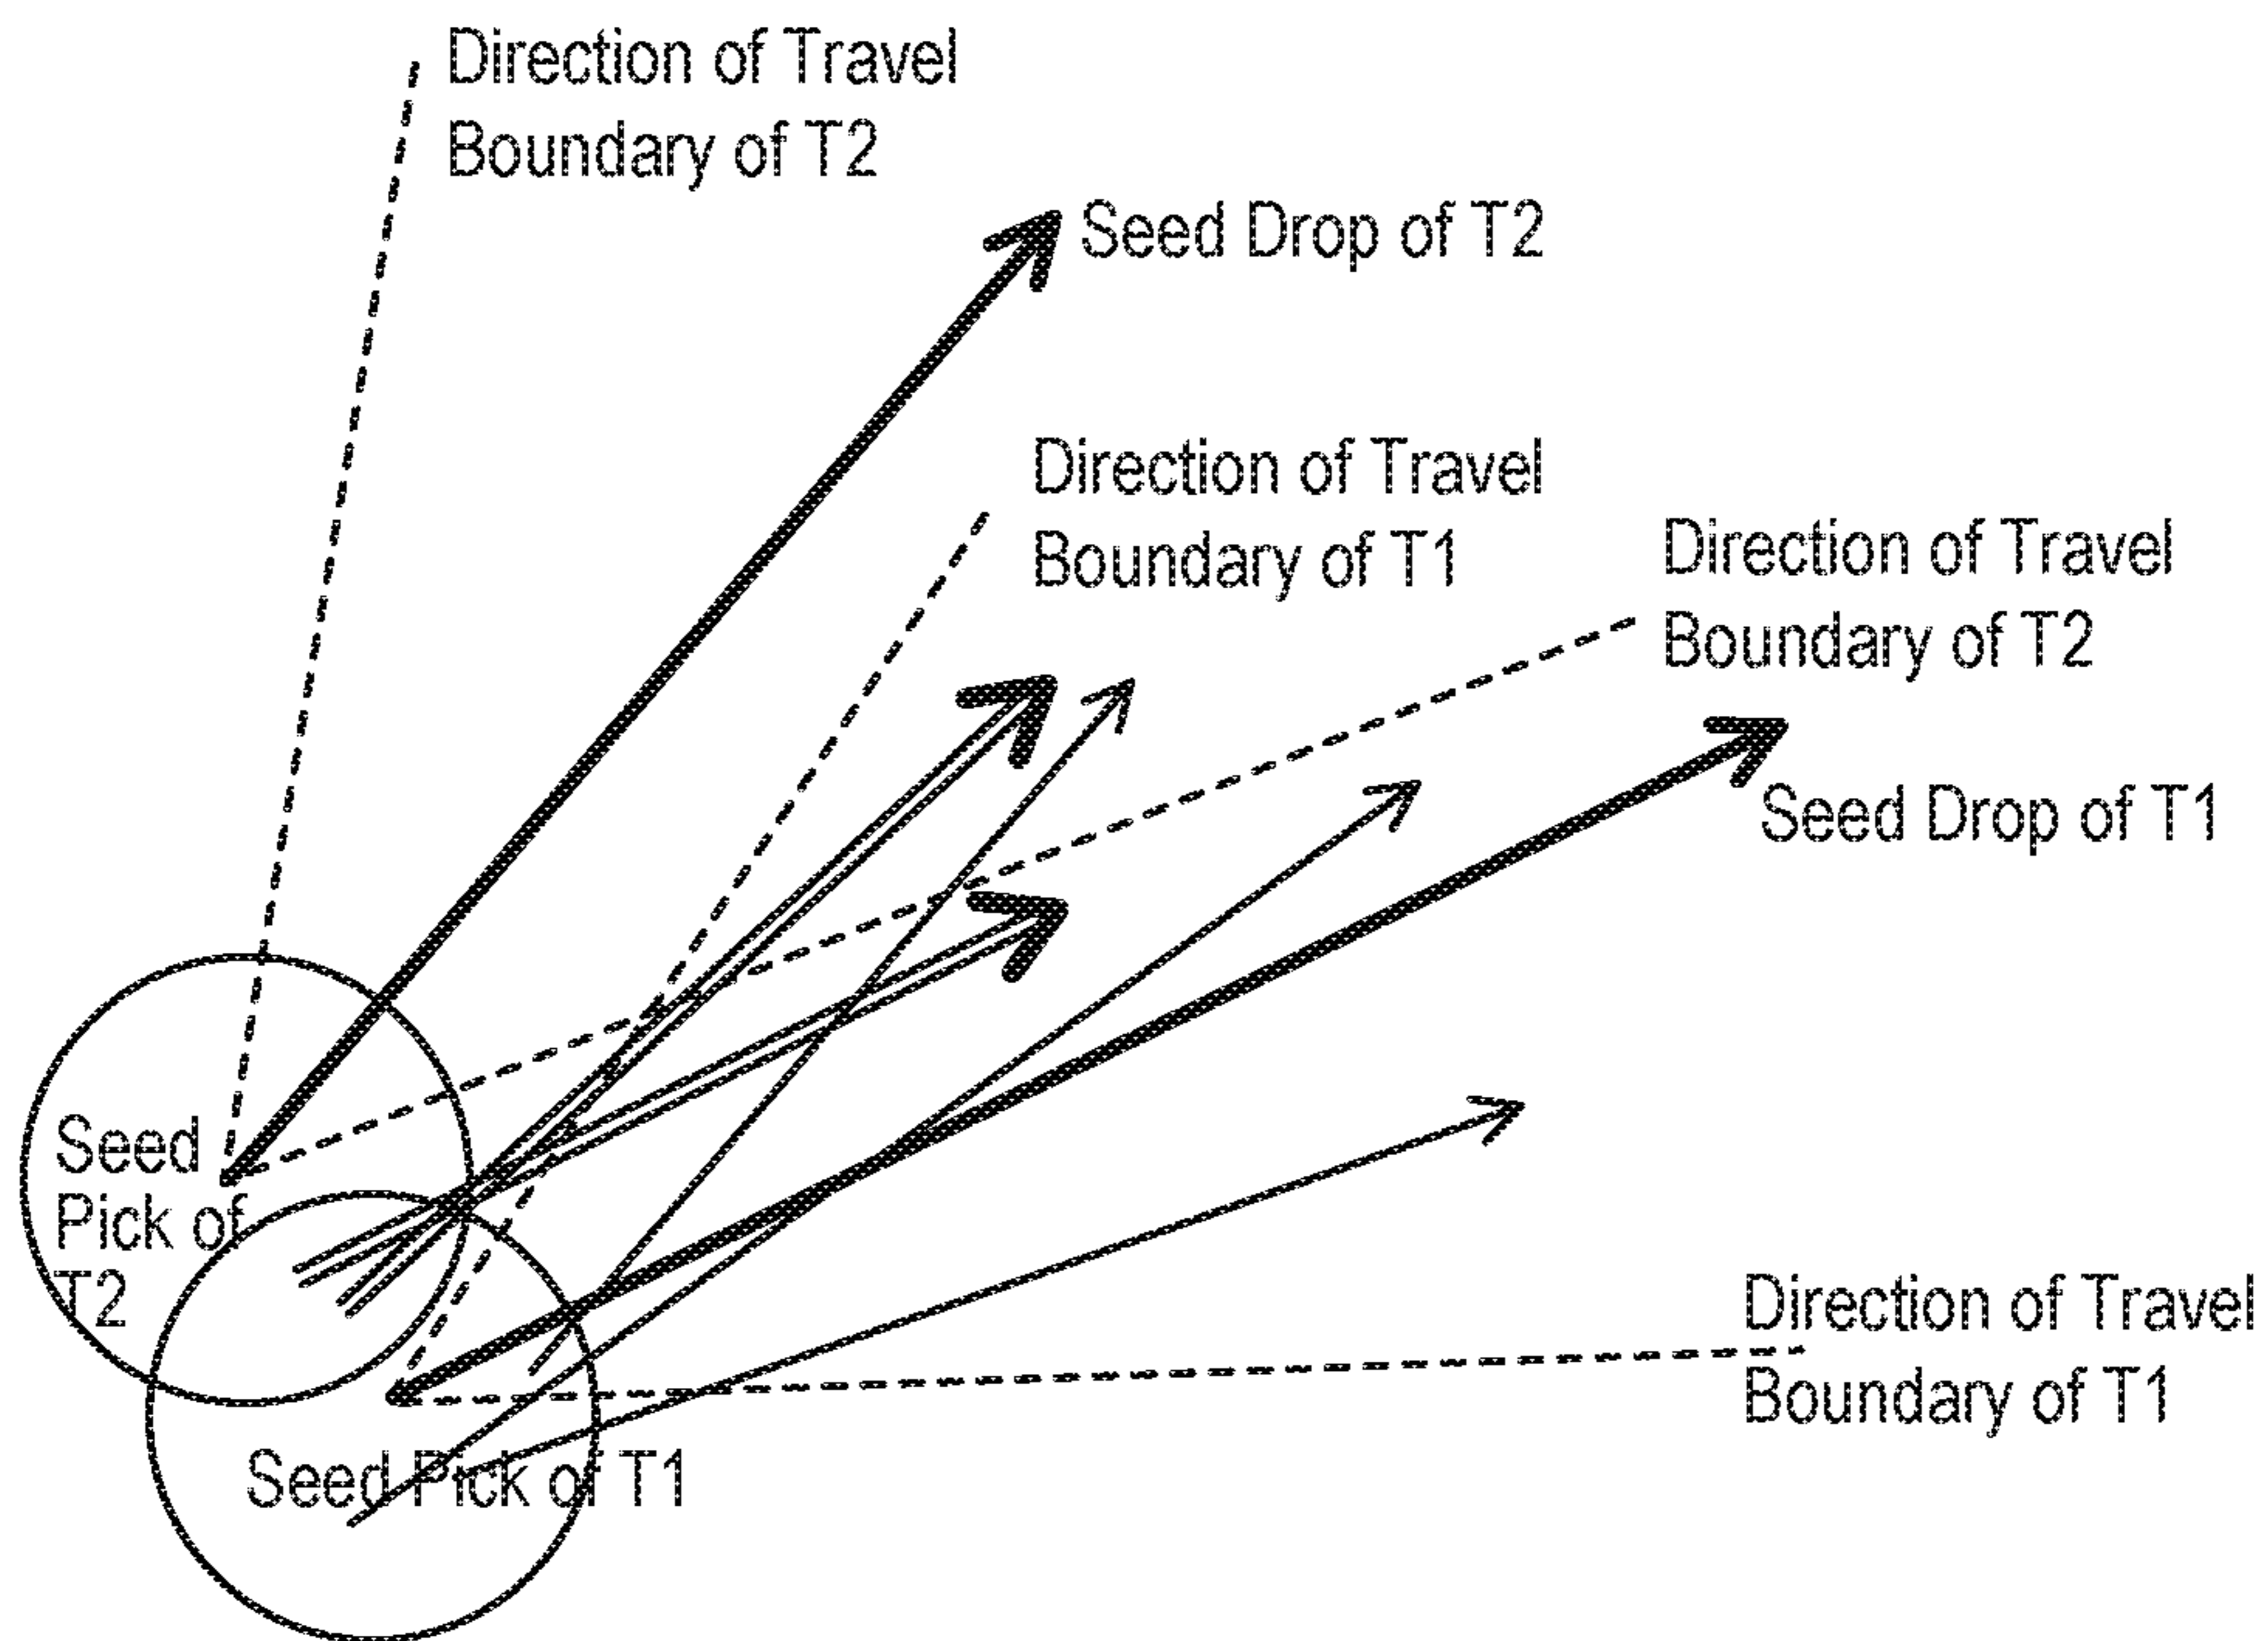 Direction of Travel
Boundary of T2
Seed Drop of T2
Direction of Travel
Boundary of T1
Direction of Travel
Boundary of T2
Seed Drop of T1
Seed
Pick of
T2
Direction of Travel
Boundary of T1
Seed Pick of T1